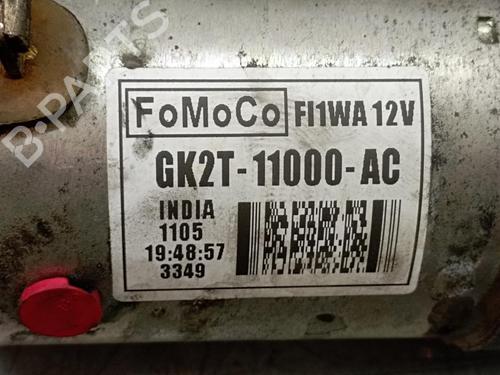 B-PARTS
FoMoCo FI1WA 12V
GK2T-11000-AC
INDIA
1105
19:48:57
3349